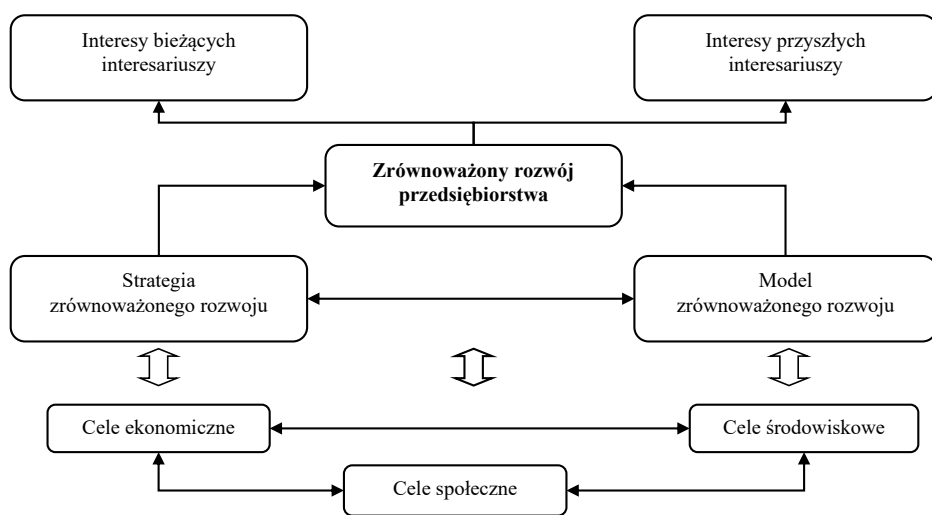 Interesy bieżących
interesariuszy
Interesy przyszłych
interesariuszy
Zrównoważony rozwój
przedsiębiorstwa
Strategia
zrównoważonego rozwoju
Model
zrównoważonego rozwoju
Cele ekonomiczne
Cele środowiskowe
Cele społeczne